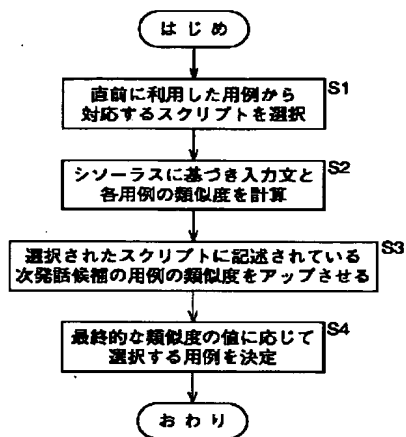 はじめ
S1
直前に利用した用例から
対応するスクリプトを選択
S2
シソーラスに基づき入力文と
各用例の類似度を計算
S3
選択されたスクリプトに記述されている
次発話候補の用例の類似度をアップさせる
S4
最終的な類似度の値に応じて
選択する用例を決定
おわり